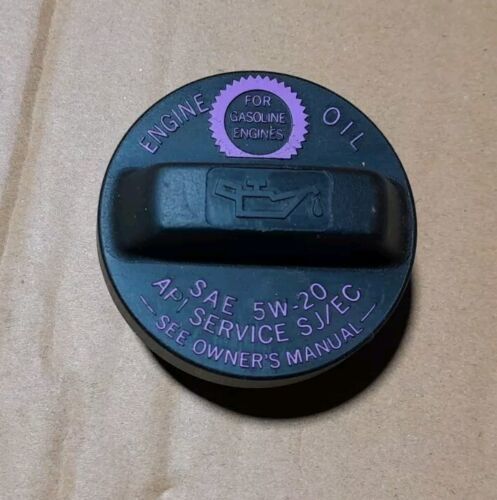 ENGINE OIL
FOR
GASOLINE
ENGINES
SAE 5W-20
API SERVICE SJ/EC
— SEE OWNER'S MANUAL —